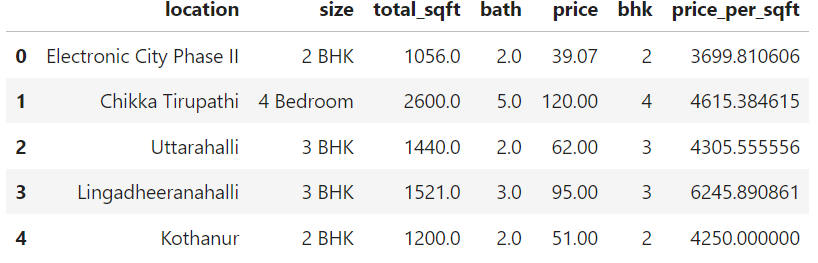 location size total_sqft bath price bhk price_per_sqft
0 Electronic City Phase II 2 BHK 1056.0 2.0 39.07 2 3699.810606
1 Chikka Tirupathi 4 Bedroom 2600.0 5.0 120.00 4 4615.384615
2 Uttarahalli 3 BHK 1440.0 2.0 62.00 3 4305.555556
3 Lingadheeranahalli 3 BHK 1521.0 3.0 95.00 3 6245.890861
4 Kothanur 2 BHK 1200.0 2.0 51.00 2 4250.000000